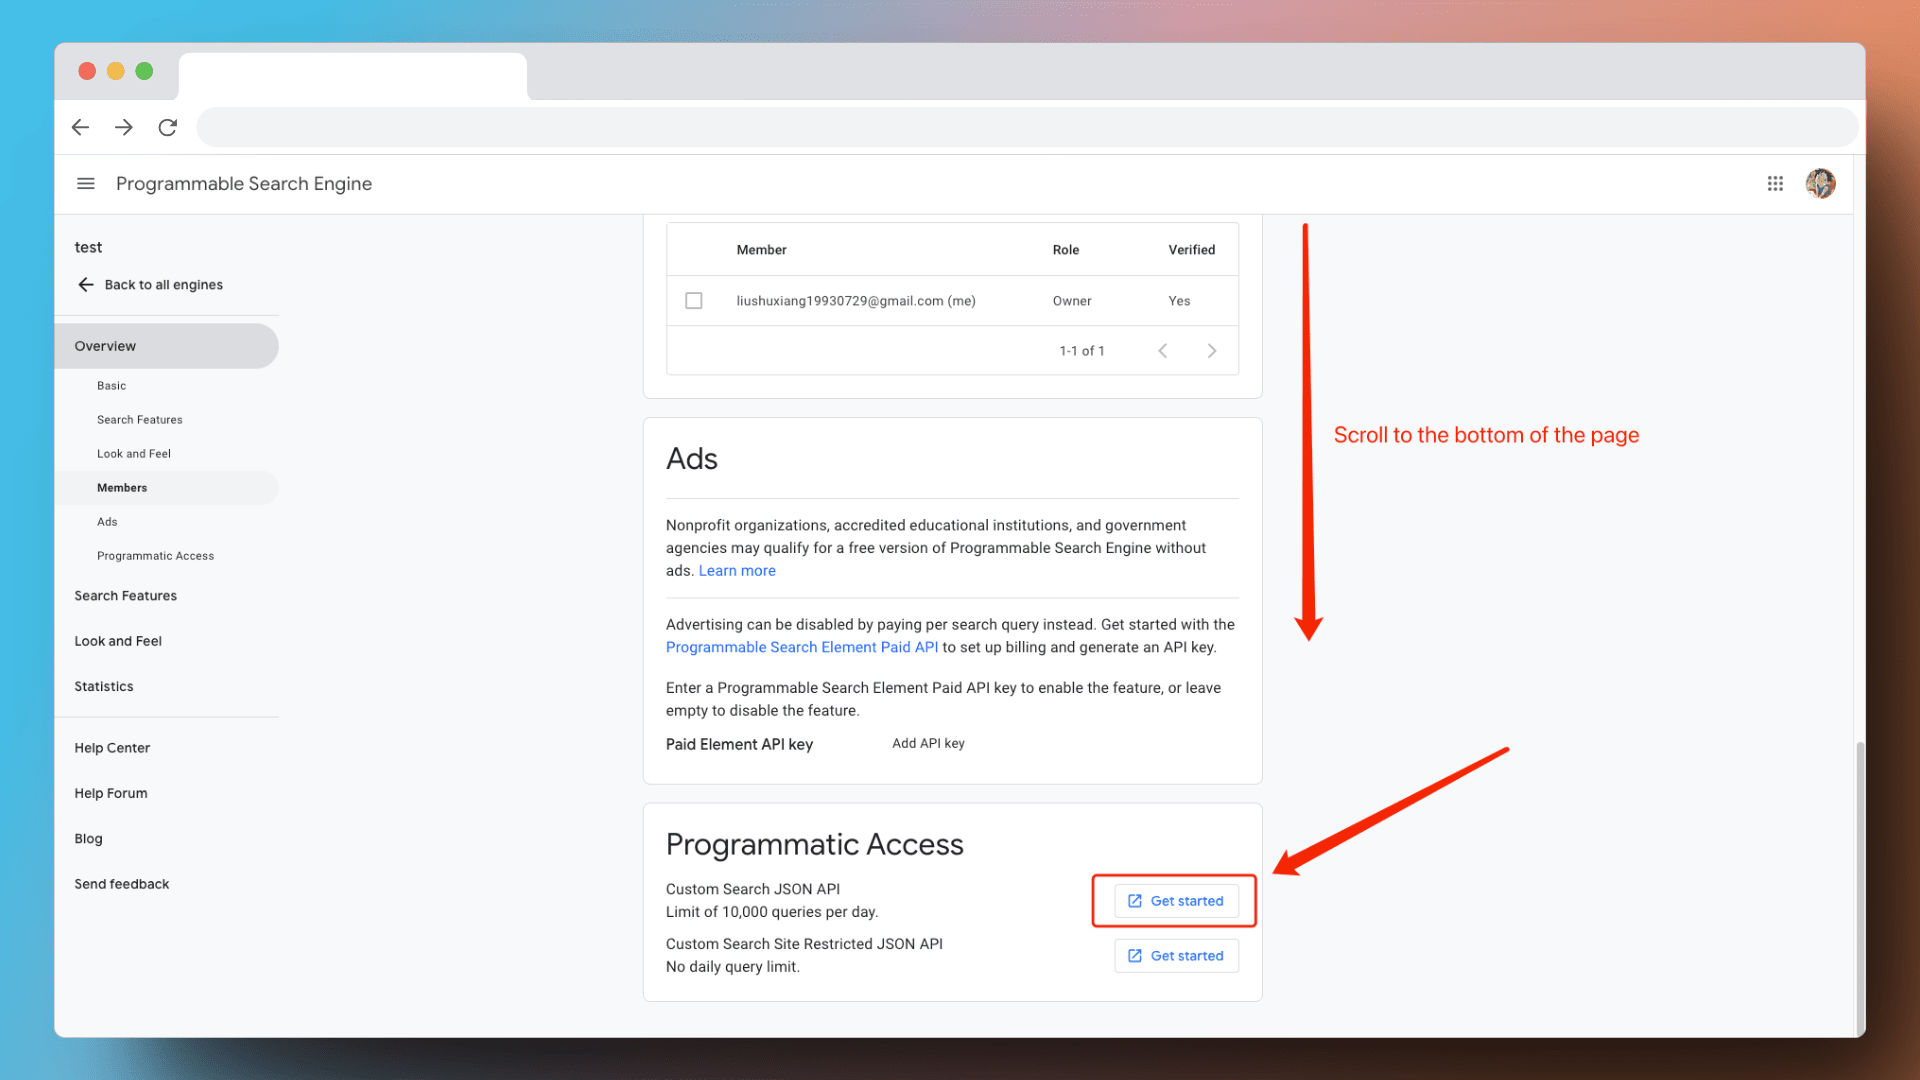 Programmable Search Engine
test
Back to all engines
Overview
Basic
Search Features
Look and Feel
Members
Ads
Programmatic Access
Search Features
Look and Feel
Statistics
Help Center
Help Forum
Blog
Send feedback
Member Role Verified
liushuxiang19930729@gmail.com (me) Owner Yes
1-1 of 1
Ads
Nonprofit organizations, accredited educational institutions, and government
agencies may qualify for a free version of Programmable Search Engine without
ads. Learn more
Advertising can be disabled by paying per search query instead. Get started with the
Programmable Search Element Paid API to set up billing and generate an API key.
Enter a Programmable Search Element Paid API key to enable the feature, or leave
empty to disable the feature.
Paid Element API key Add API key
Programmatic Access
Custom Search JSON API
Limit of 10,000 queries per day.
Get started
Custom Search Site Restricted JSON API
No daily query limit.
Get started
Scroll to the bottom of the page